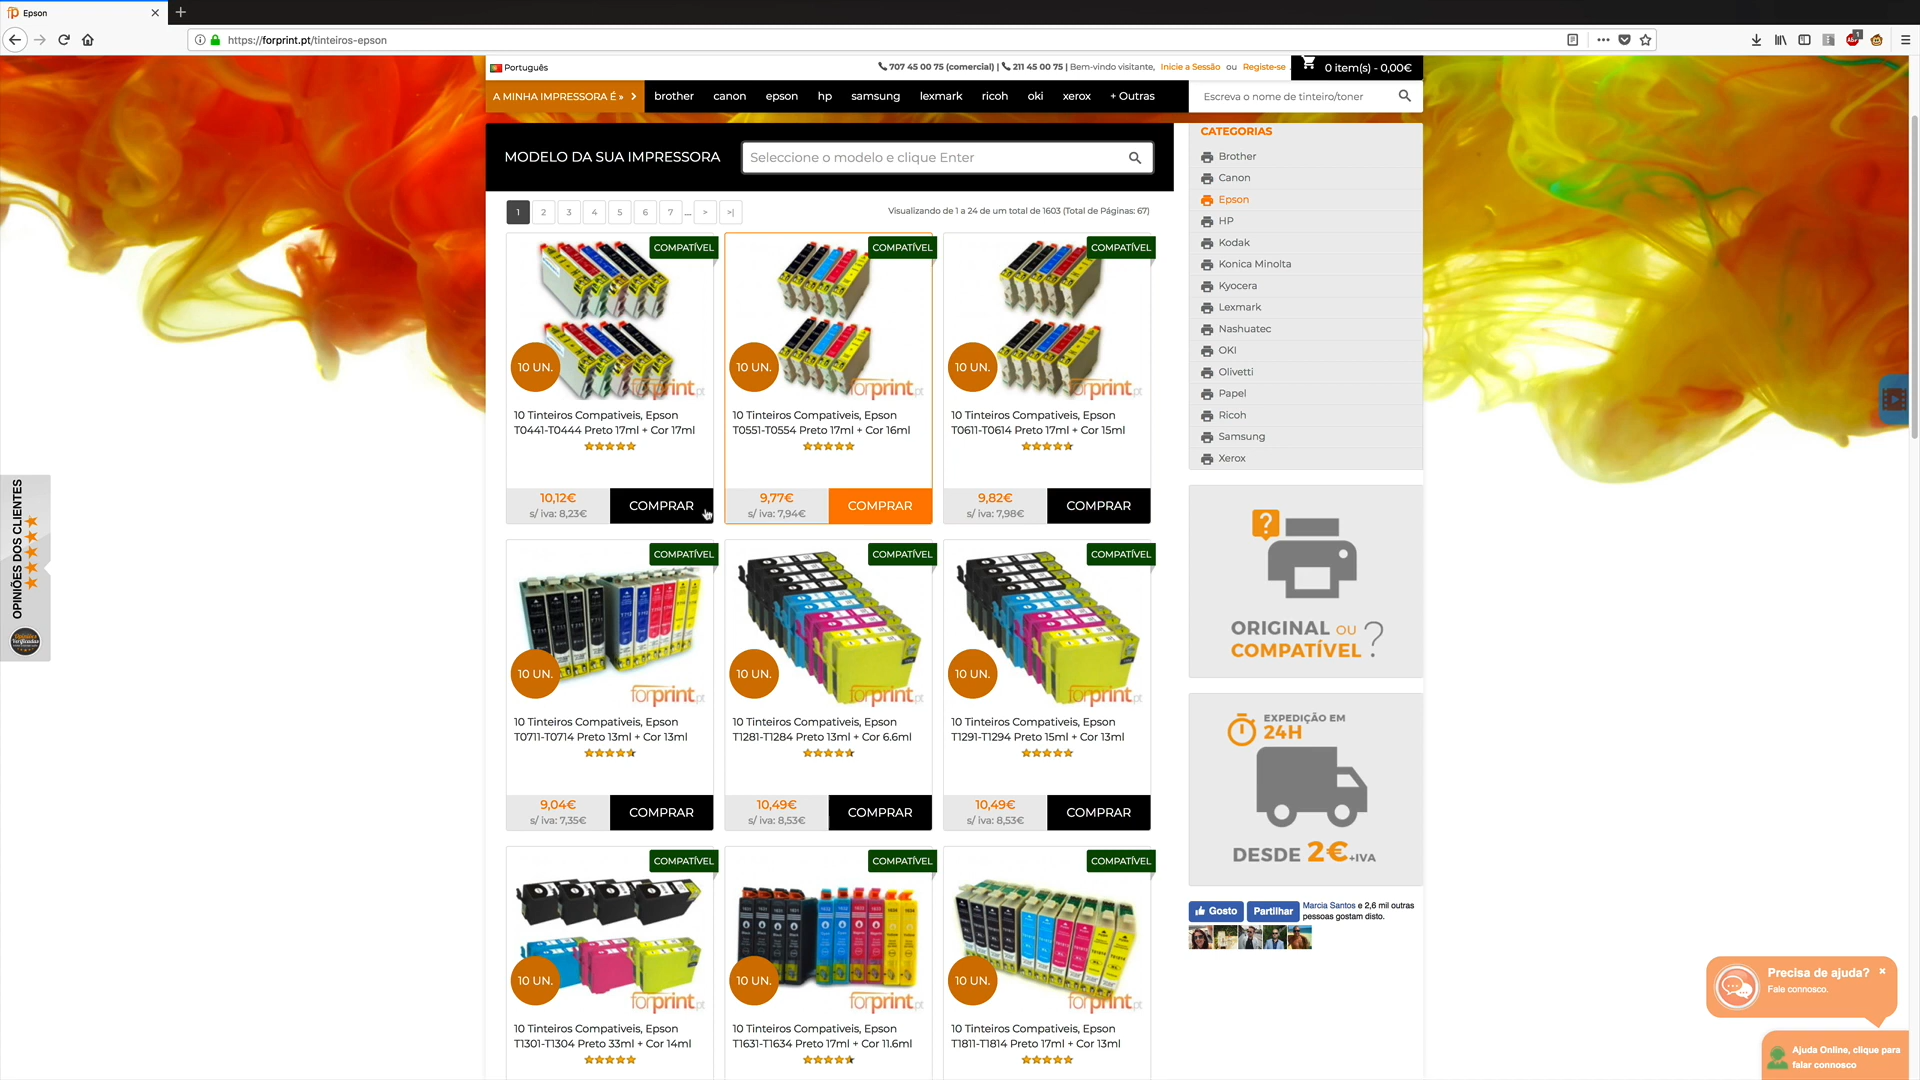 Epson
https://forprint.pt/tinteiros-epson
Português
707 45 00 75 (comercial) | 211 45 00 75 | Bem-vindo visitante, Inicie a Sessão ou Registe-se
0 item(s) - 0,00€
A MINHA IMPRESSORA É »
brother canon epson hp samsung lexmark ricoh oki xerox + Outras
Escreva o nome de tinteiro/toner
MODELO DA SUA IMPRESSORA
Seleccione o modelo e clique Enter
1 2 3 4 5 6 7 ... > >|
Visualizando de 1 a 24 de um total de 1603 (Total de Páginas: 67)
COMPATÍVEL
10 UN.
forprint.pt
10 Tinteiros Compativeis, Epson
T0441-T0444 Preto 17ml + Cor 17ml
10,12€
s/ iva: 8,23€
COMPRAR
COMPATÍVEL
10 UN.
forprint.pt
10 Tinteiros Compativeis, Epson
T0551-T0554 Preto 17ml + Cor 16ml
9,77€
s/ iva: 7,94€
COMPRAR
COMPATÍVEL
10 UN.
forprint.pt
10 Tinteiros Compativeis, Epson
T0611-T0614 Preto 17ml + Cor 15ml
9,82€
s/ iva: 7,98€
COMPRAR
COMPATÍVEL
10 UN.
forprint.pt
10 Tinteiros Compativeis, Epson
T0711-T0714 Preto 13ml + Cor 13ml
9,04€
s/ iva: 7,35€
COMPRAR
COMPATÍVEL
10 UN.
forprint.pt
10 Tinteiros Compativeis, Epson
T1281-T1284 Preto 13ml + Cor 6.6ml
10,49€
s/ iva: 8,53€
COMPRAR
COMPATÍVEL
10 UN.
forprint.pt
10 Tinteiros Compativeis, Epson
T1291-T1294 Preto 15ml + Cor 13ml
10,49€
s/ iva: 8,53€
COMPRAR
COMPATÍVEL
10 UN.
forprint.pt
10 Tinteiros Compativeis, Epson
T1301-T1304 Preto 33ml + Cor 14ml
COMPATÍVEL
10 UN.
forprint.pt
10 Tinteiros Compativeis, Epson
T1631-T1634 Preto 17ml + Cor 11.6ml
COMPATÍVEL
10 UN.
forprint.pt
10 Tinteiros Compativeis, Epson
T1811-T1814 Preto 17ml + Cor 13ml
CATEGORIAS
Brother
Canon
Epson
HP
Kodak
Konica Minolta
Kyocera
Lexmark
Nashuatec
OKI
Olivetti
Papel
Ricoh
Samsung
Xerox
ORIGINAL OU
COMPATÍVEL ?
EXPEDIÇÃO EM
24H
DESDE 2€+IVA
Gosto
Partilhar
Marcia Santos e 2,6 mil outras
pessoas gostam disto.
OPINIÕES DOS CLIENTES
Precisa de ajuda?
Fale connosco.
Ajuda Online, clique para
falar connosco